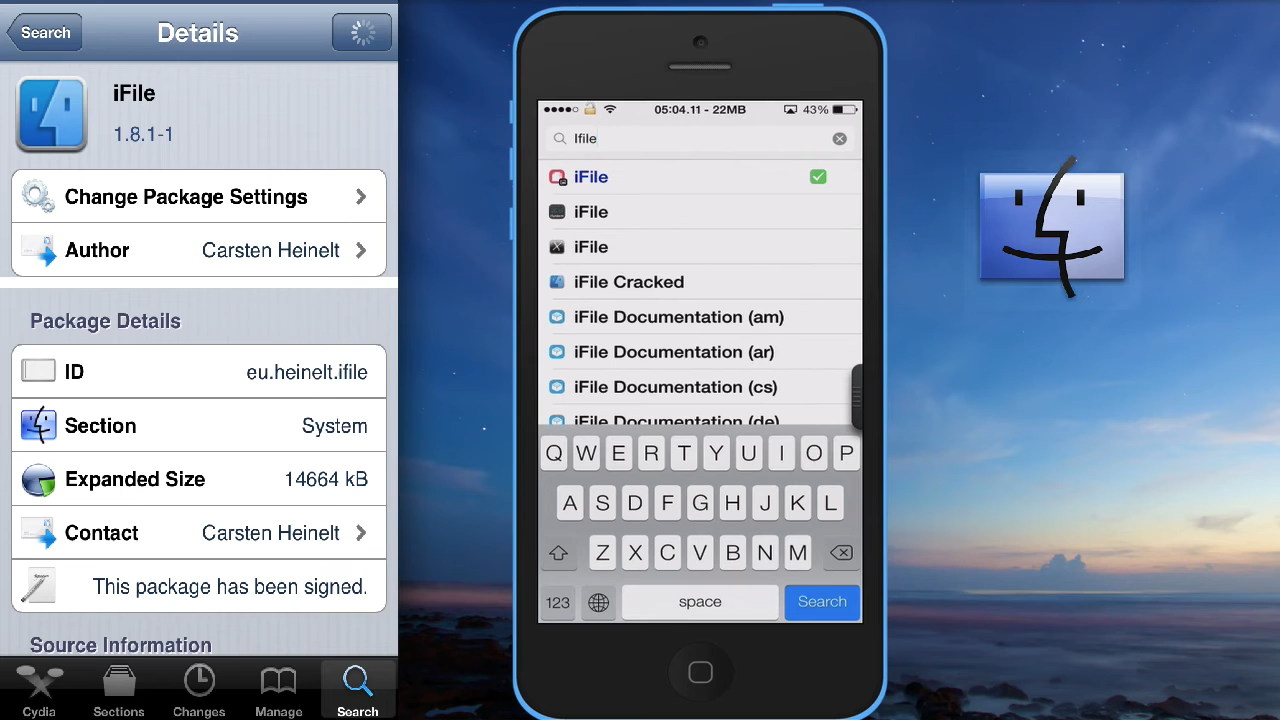 Search
Details
iFile
1.8.1-1
Change Package Settings
Author Carsten Heinelt
Package Details
ID eu.heinelt.ifile
Section System
Expanded Size 14664 kB
Contact Carsten Heinelt
This package has been signed.
Source Information
Cydia Sections Changes Manage Search
05:04.11 - 22MB 43%
Ifile
iFile
iFile
iFile
iFile Cracked
iFile Documentation (am)
iFile Documentation (ar)
iFile Documentation (cs)
iFile Documentation (de)
Q W E R T Y U I O P
A S D F G H J K L
Z X C V B N M
123 space Search